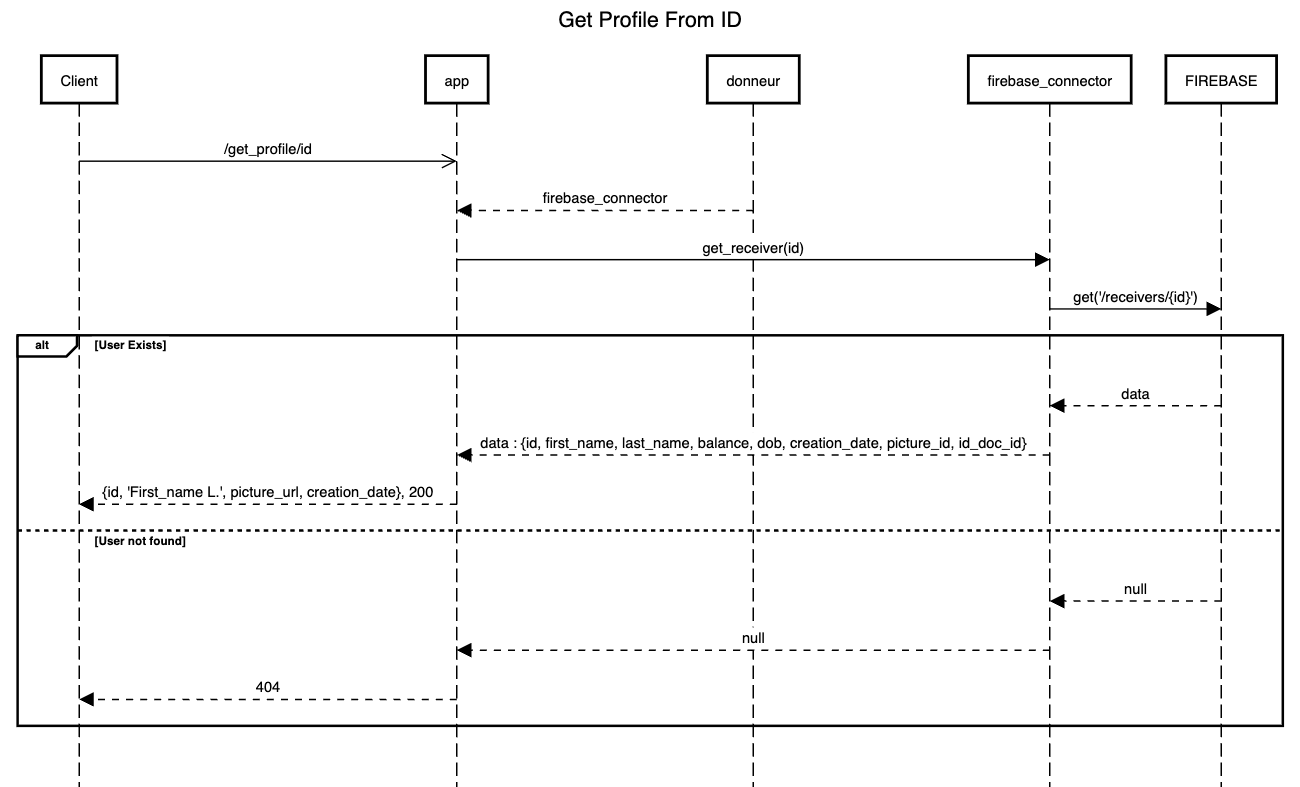 Get Profile From ID
Client
app
donneur
firebase_connector
FIREBASE
/get_profile/id
firebase_connector
get_receiver(id)
get('/receivers/{id}')
alt
[User Exists]
data
data : {id, first_name, last_name, balance, dob, creation_date, picture_id, id_doc_id}
{id, 'First_name L.', picture_url, creation_date}, 200
[User not found]
null
null
404